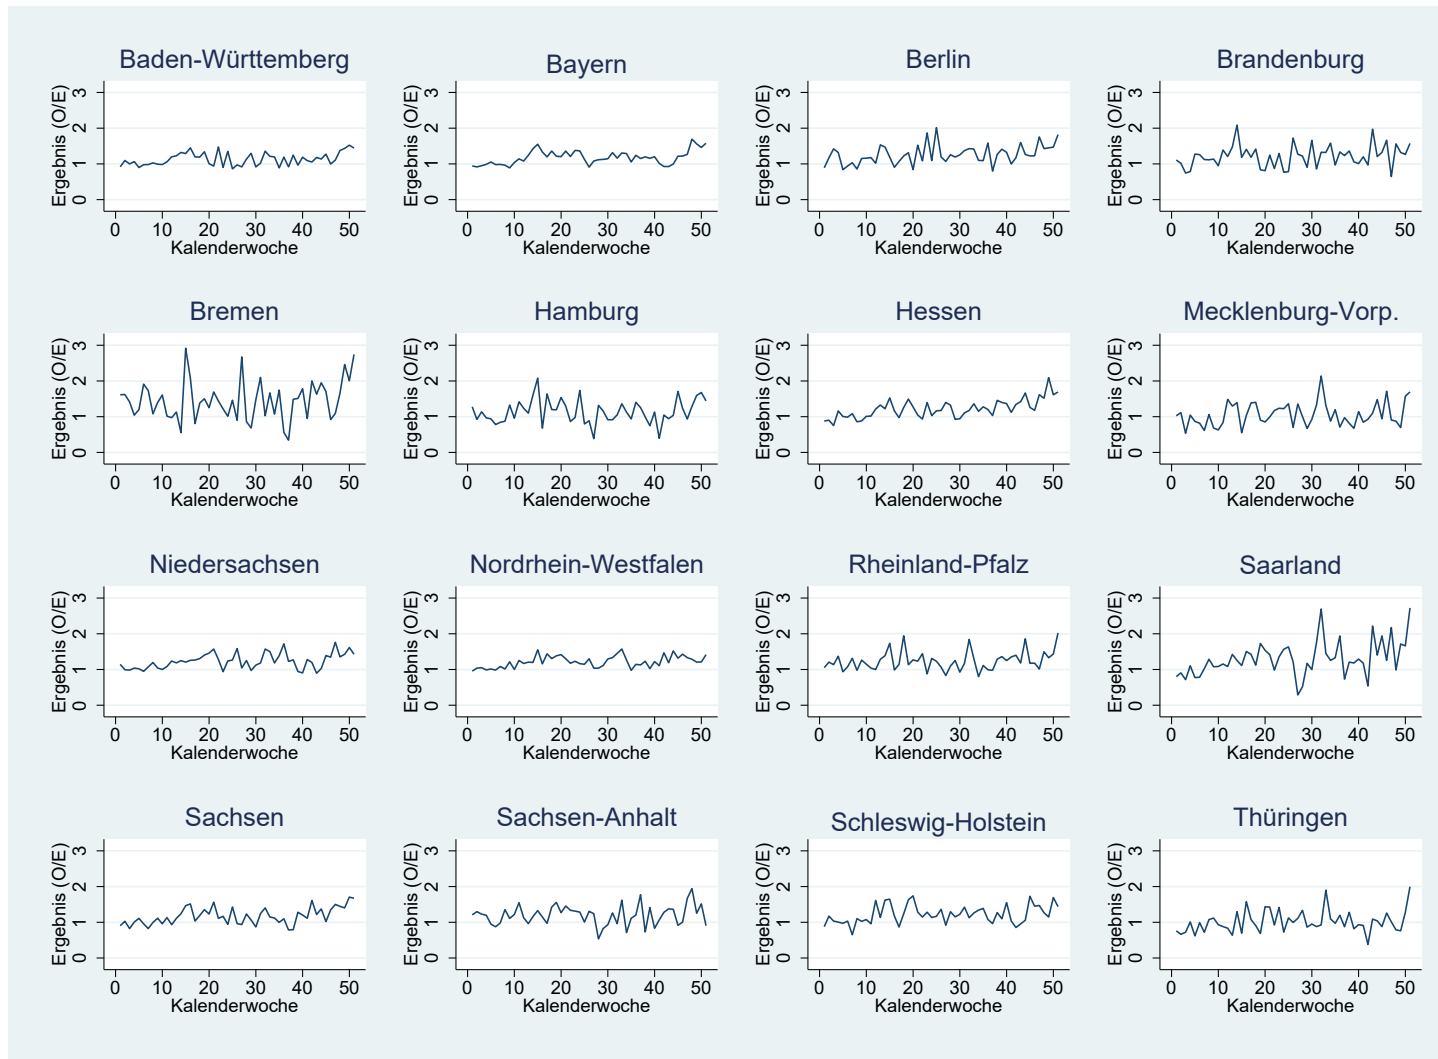 Baden-Württemberg
Ergebnis (O/E)
3
2
1
0
0 10 20 30 40 50
Kalenderwoche
Bayern
Ergebnis (O/E)
3
2
1
0
0 10 20 30 40 50
Kalenderwoche
Berlin
Ergebnis (O/E)
3
2
1
0
0 10 20 30 40 50
Kalenderwoche
Brandenburg
Ergebnis (O/E)
3
2
1
0
0 10 20 30 40 50
Kalenderwoche
Bremen
Ergebnis (O/E)
3
2
1
0
0 10 20 30 40 50
Kalenderwoche
Hamburg
Ergebnis (O/E)
3
2
1
0
0 10 20 30 40 50
Kalenderwoche
Hessen
Ergebnis (O/E)
3
2
1
0
0 10 20 30 40 50
Kalenderwoche
Mecklenburg-Vorp.
Ergebnis (O/E)
3
2
1
0
0 10 20 30 40 50
Kalenderwoche
Niedersachsen
Ergebnis (O/E)
3
2
1
0
0 10 20 30 40 50
Kalenderwoche
Nordrhein-Westfalen
Ergebnis (O/E)
3
2
1
0
0 10 20 30 40 50
Kalenderwoche
Rheinland-Pfalz
Ergebnis (O/E)
3
2
1
0
0 10 20 30 40 50
Kalenderwoche
Saarland
Ergebnis (O/E)
3
2
1
0
0 10 20 30 40 50
Kalenderwoche
Sachsen
Ergebnis (O/E)
3
2
1
0
0 10 20 30 40 50
Kalenderwoche
Sachsen-Anhalt
Ergebnis (O/E)
3
2
1
0
0 10 20 30 40 50
Kalenderwoche
Schleswig-Holstein
Ergebnis (O/E)
3
2
1
0
0 10 20 30 40 50
Kalenderwoche
Thüringen
Ergebnis (O/E)
3
2
1
0
0 10 20 30 40 50
Kalenderwoche